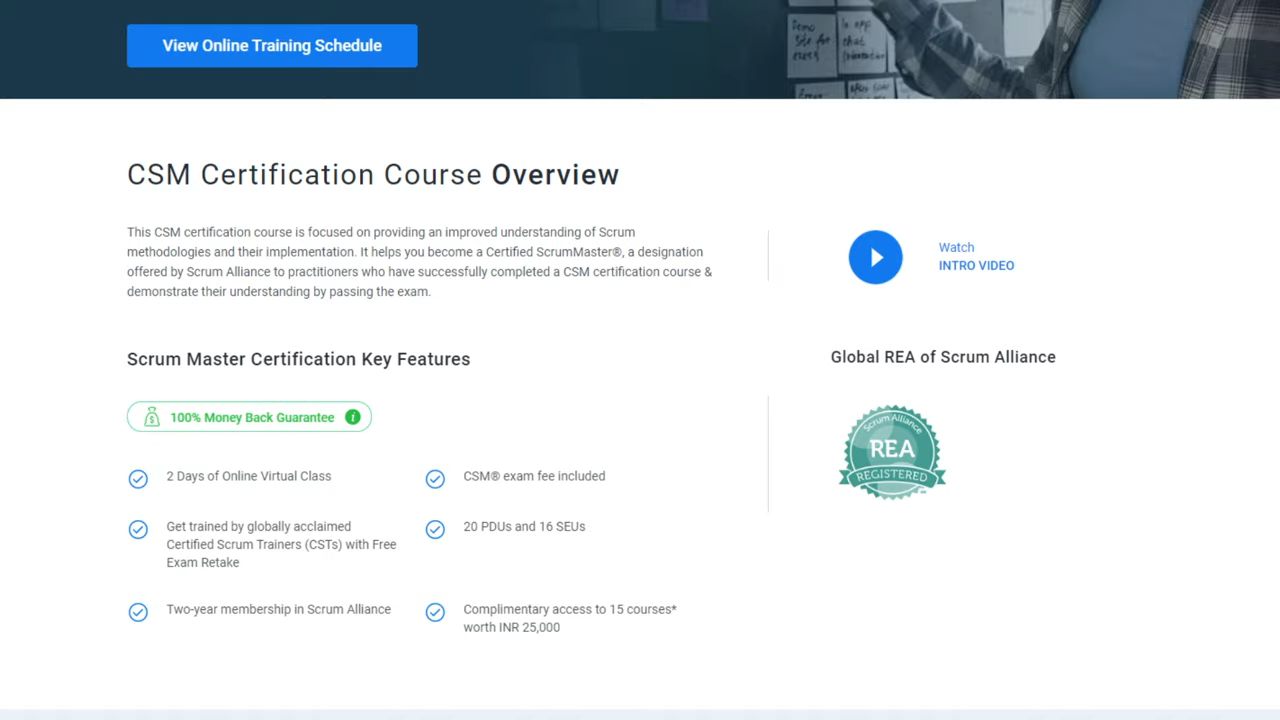 Demo
Site for
View Online Training Schedule
CSM Certification Course Overview
This CSM certification course is focused on providing an improved understanding of Scrum
methodologies and their implementation. It helps you become a Certified ScrumMaster®, a designation
offered by Scrum Alliance to practitioners who have successfully completed a CSM certification course &
demonstrate their understanding by passing the exam.
Watch
INTRO VIDEO
Scrum Master Certification Key Features
100% Money Back Guarantee
2 Days of Online Virtual Class
CSM® exam fee included
Get trained by globally acclaimed
Certified Scrum Trainers (CSTs) with Free
Exam Retake
20 PDUs and 16 SEUs
Two-year membership in Scrum Alliance
Complimentary access to 15 courses*
worth INR 25,000
Global REA of Scrum Alliance
Scrum Alliance
REA
REGISTERED